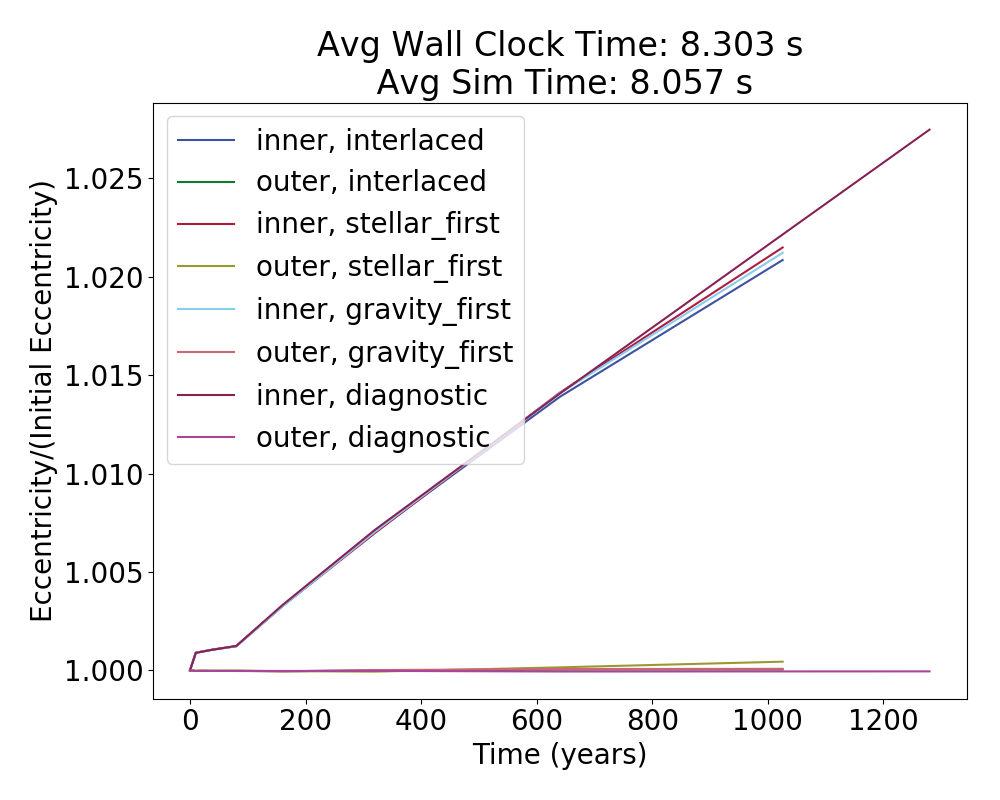 Avg Wall Clock Time: 8.303 s
Avg Sim Time: 8.057 s
Eccentricity/(Initial Eccentricity)
1.025
1.020
1.015
1.010
1.005
1.000
inner, interlaced
outer, interlaced
inner, stellar_first
outer, stellar_first
inner, gravity_first
outer, gravity_first
inner, diagnostic
outer, diagnostic
0 200 400 600 800 1000 1200
Time (years)